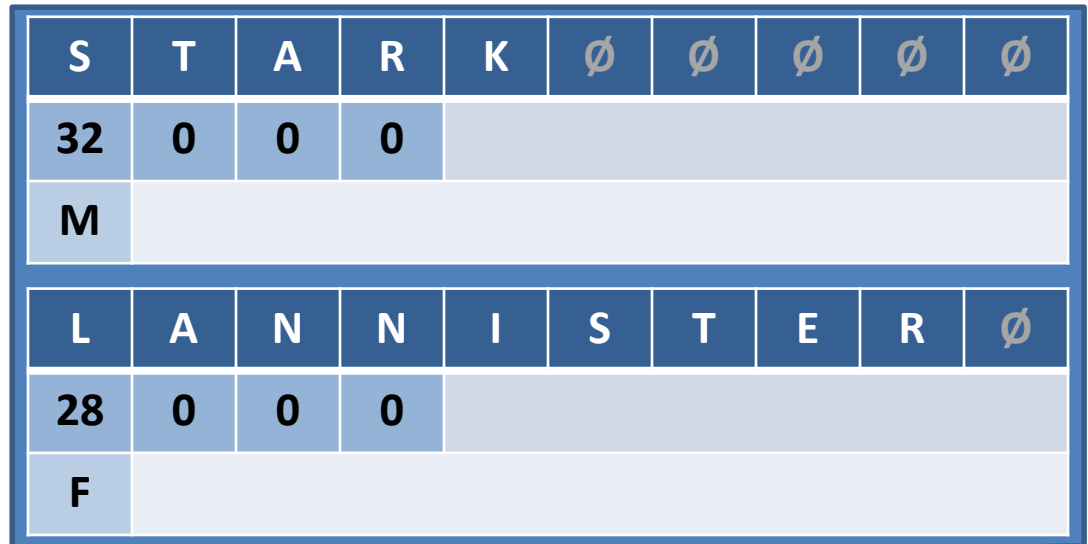 S T A R K Ø Ø Ø Ø Ø
32 0 0 0
M
L A N N I S T E R Ø
28 0 0 0
F